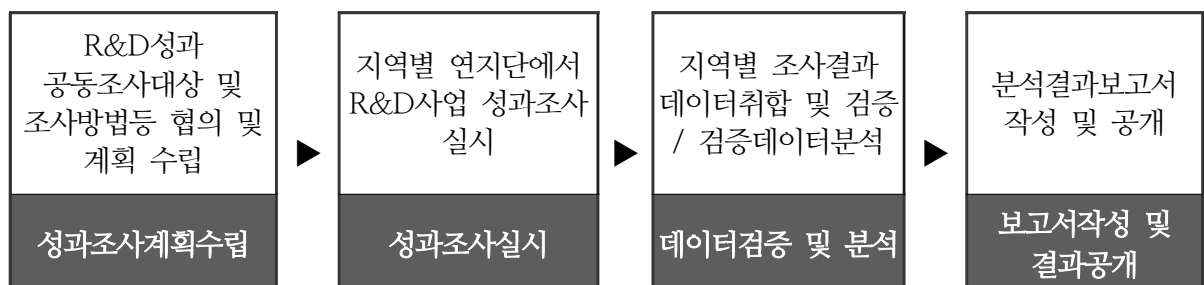 R&D성과
공동조사대상 및
조사방법등 협의 및
계획 수립
성과조사계획수립
지역별 연지단에서
R&D사업 성과조사
실시
성과조사실시
지역별 조사결과
데이터취합 및 검증
/ 검증데이터분석
데이터검증 및 분석
분석결과보고서
작성 및 공개
보고서작성 및
결과공개